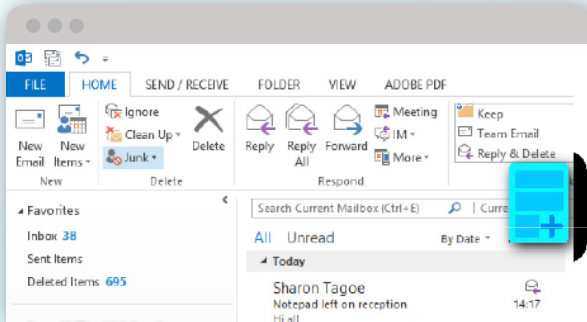 FILE HOME SEND / RECEIVE FOLDER VIEW ADOBE PDF
New Email
New Items
Ignore
Clean Up
Junk
Delete
Reply
Reply All
Forward
Meeting
IM
More
Keep
Team Email
Reply & Delete
New Delete Respond
Favorites
Inbox 38
Sent Items
Deleted Items 695
Search Current Mailbox (Ctrl+E)
All Unread By Date
Today
Sharon Tagoe
Notepad left on reception 14:17
Hi all